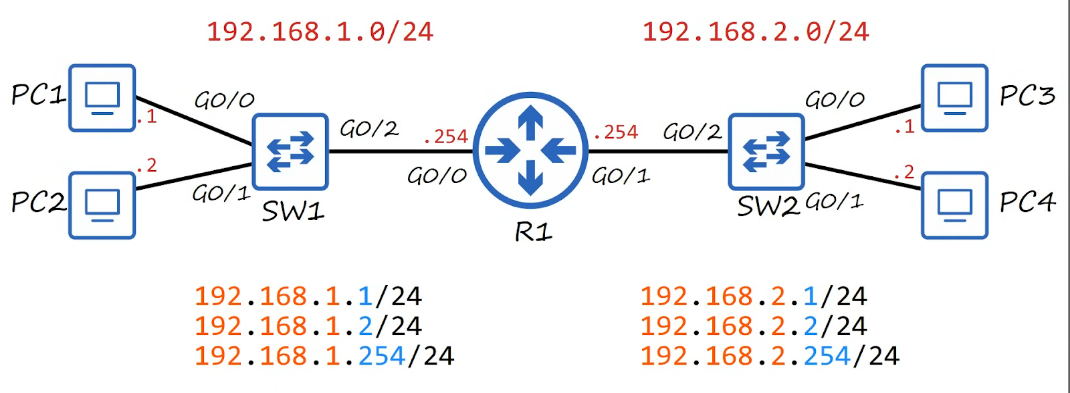 192.168.1.0/24
192.168.2.0/24
PC1
.1
G0/0
PC2
.2
G0/1
SW1
G0/2
.254
G0/0
R1
.254
G0/1
G0/2
SW2
G0/0
.1
PC3
G0/1
.2
PC4
192.168.1.1/24
192.168.1.2/24
192.168.1.254/24
192.168.2.1/24
192.168.2.2/24
192.168.2.254/24